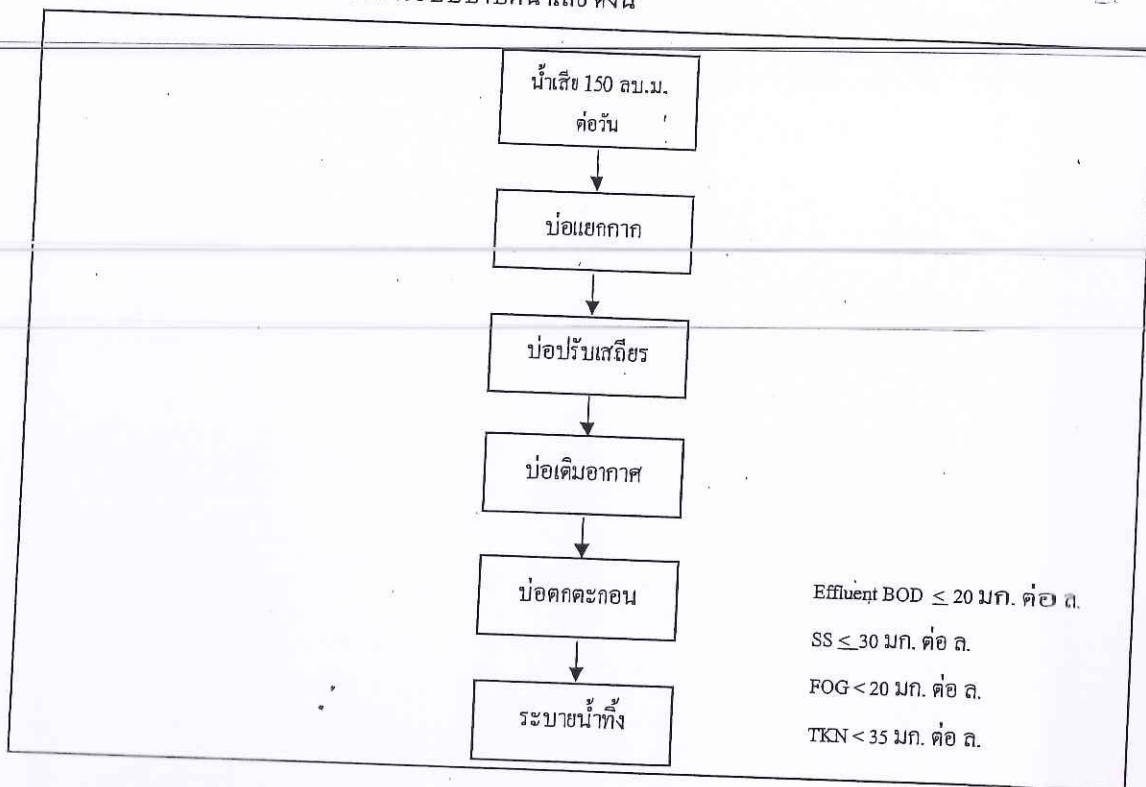 น้ำเสีย 150 ลบ.ม.
ต่อวัน
บ่อแยกกาก
บ่อปรับเสถียร
บ่อเติมอากาศ
บ่อตกตะกอน
ระบายน้ำทิ้ง
Effluent BOD ≤ 20 มก. ต่อ ล.
SS ≤ 30 มก. ต่อ ล.
FOG < 20 มก. ต่อ ล.
TKN < 35 มก. ต่อ ล.